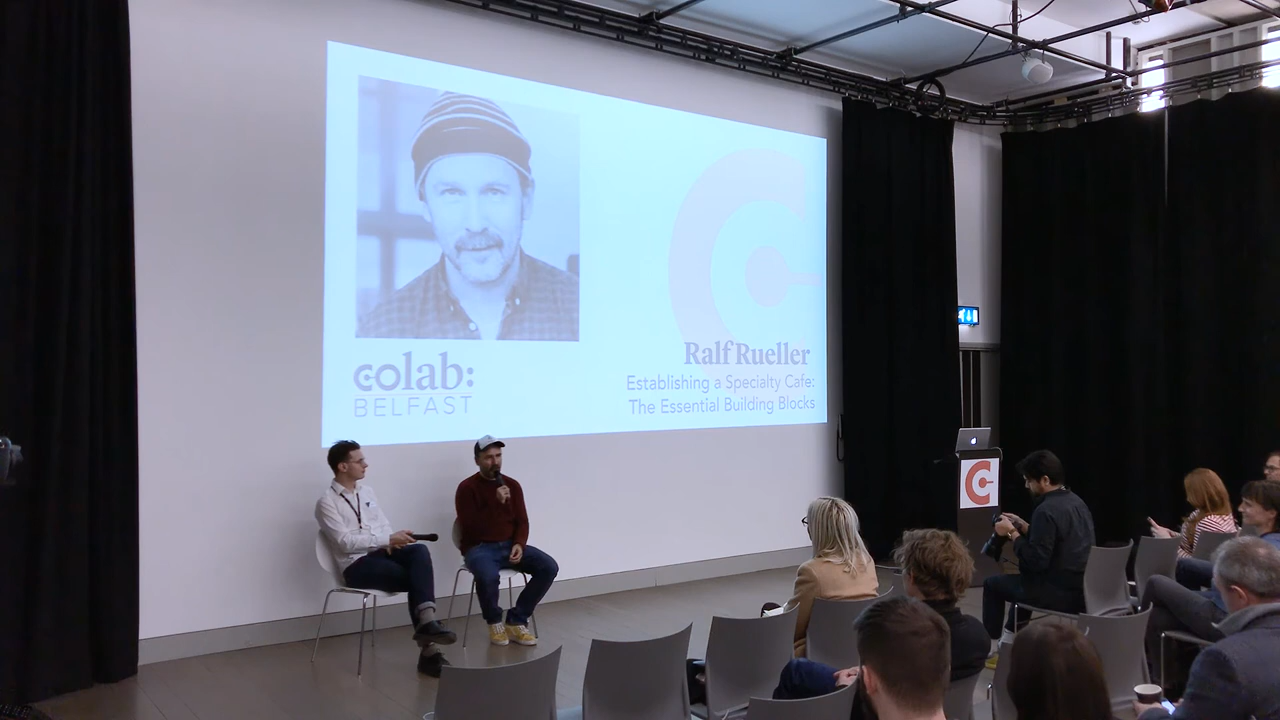 colab:
BELFAST
Ralf Rueller
Establishing a Specialty Cafe:
The Essential Building Blocks